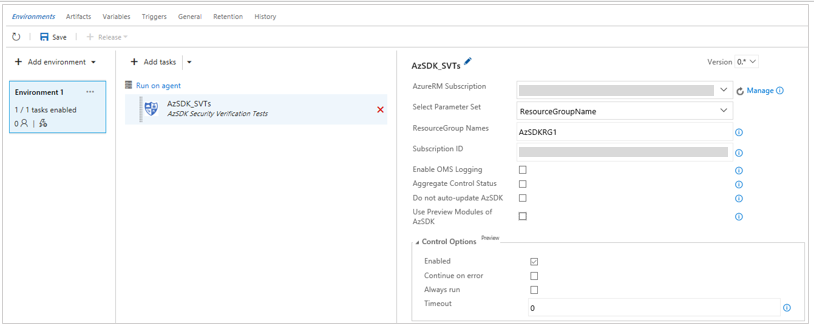 Environments Artifacts Variables Triggers General Retention History
Save Release
Add environment
Environment 1 ...
1 / 1 tasks enabled
0
Add tasks
Run on agent
AzSDK_SVTs
AzSDK Security Verification Tests
AzSDK_SVTs
Version 0.*
AzureRM Subscription
Manage
Select Parameter Set ResourceGroupName
ResourceGroup Names AzSDKRG1
Subscription ID
Enable OMS Logging
Aggregate Control Status
Do not auto-update AzSDK
Use Preview Modules of
AzSDK
Control Options Preview
Enabled
Continue on error
Always run
Timeout 0